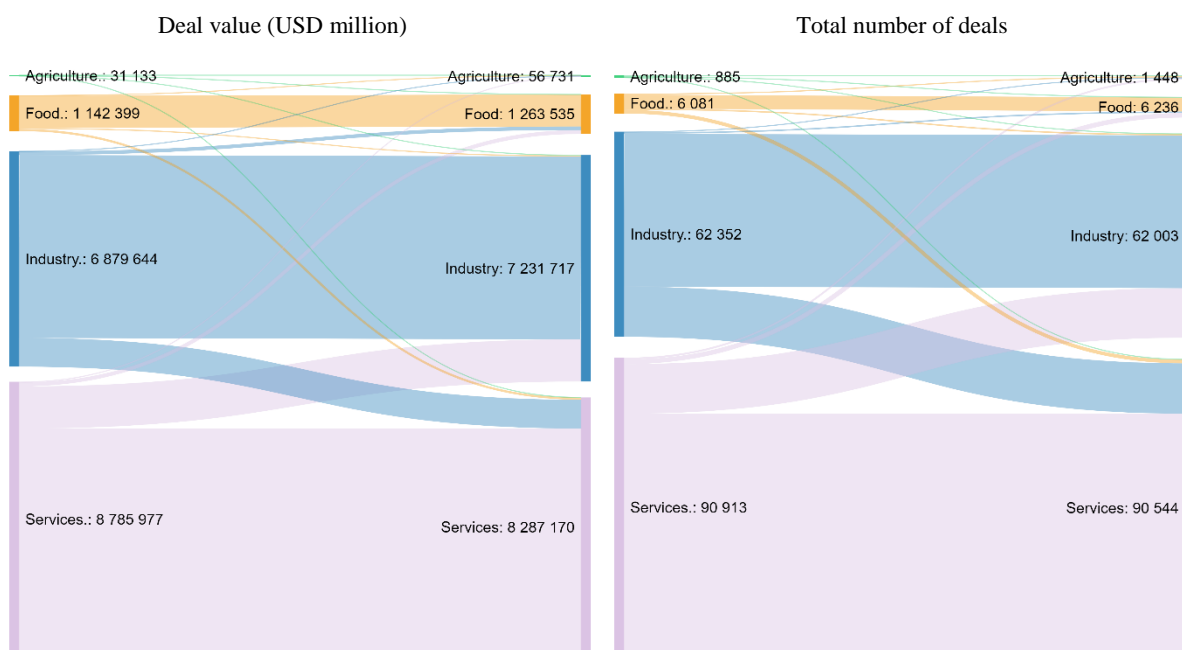 Deal value (USD million)
Agriculture.: 31 133
Agriculture: 56 731
Food.: 1 142 399
Food: 1 263 535
Industry.: 6 879 644
Industry: 7 231 717
Services.: 8 785 977
Services: 8 287 170
Total number of deals
Agriculture.: 885
Agriculture: 1 448
Food.: 6 081
Food: 6 236
Industry.: 62 352
Industry: 62 003
Services.: 90 913
Services: 90 544